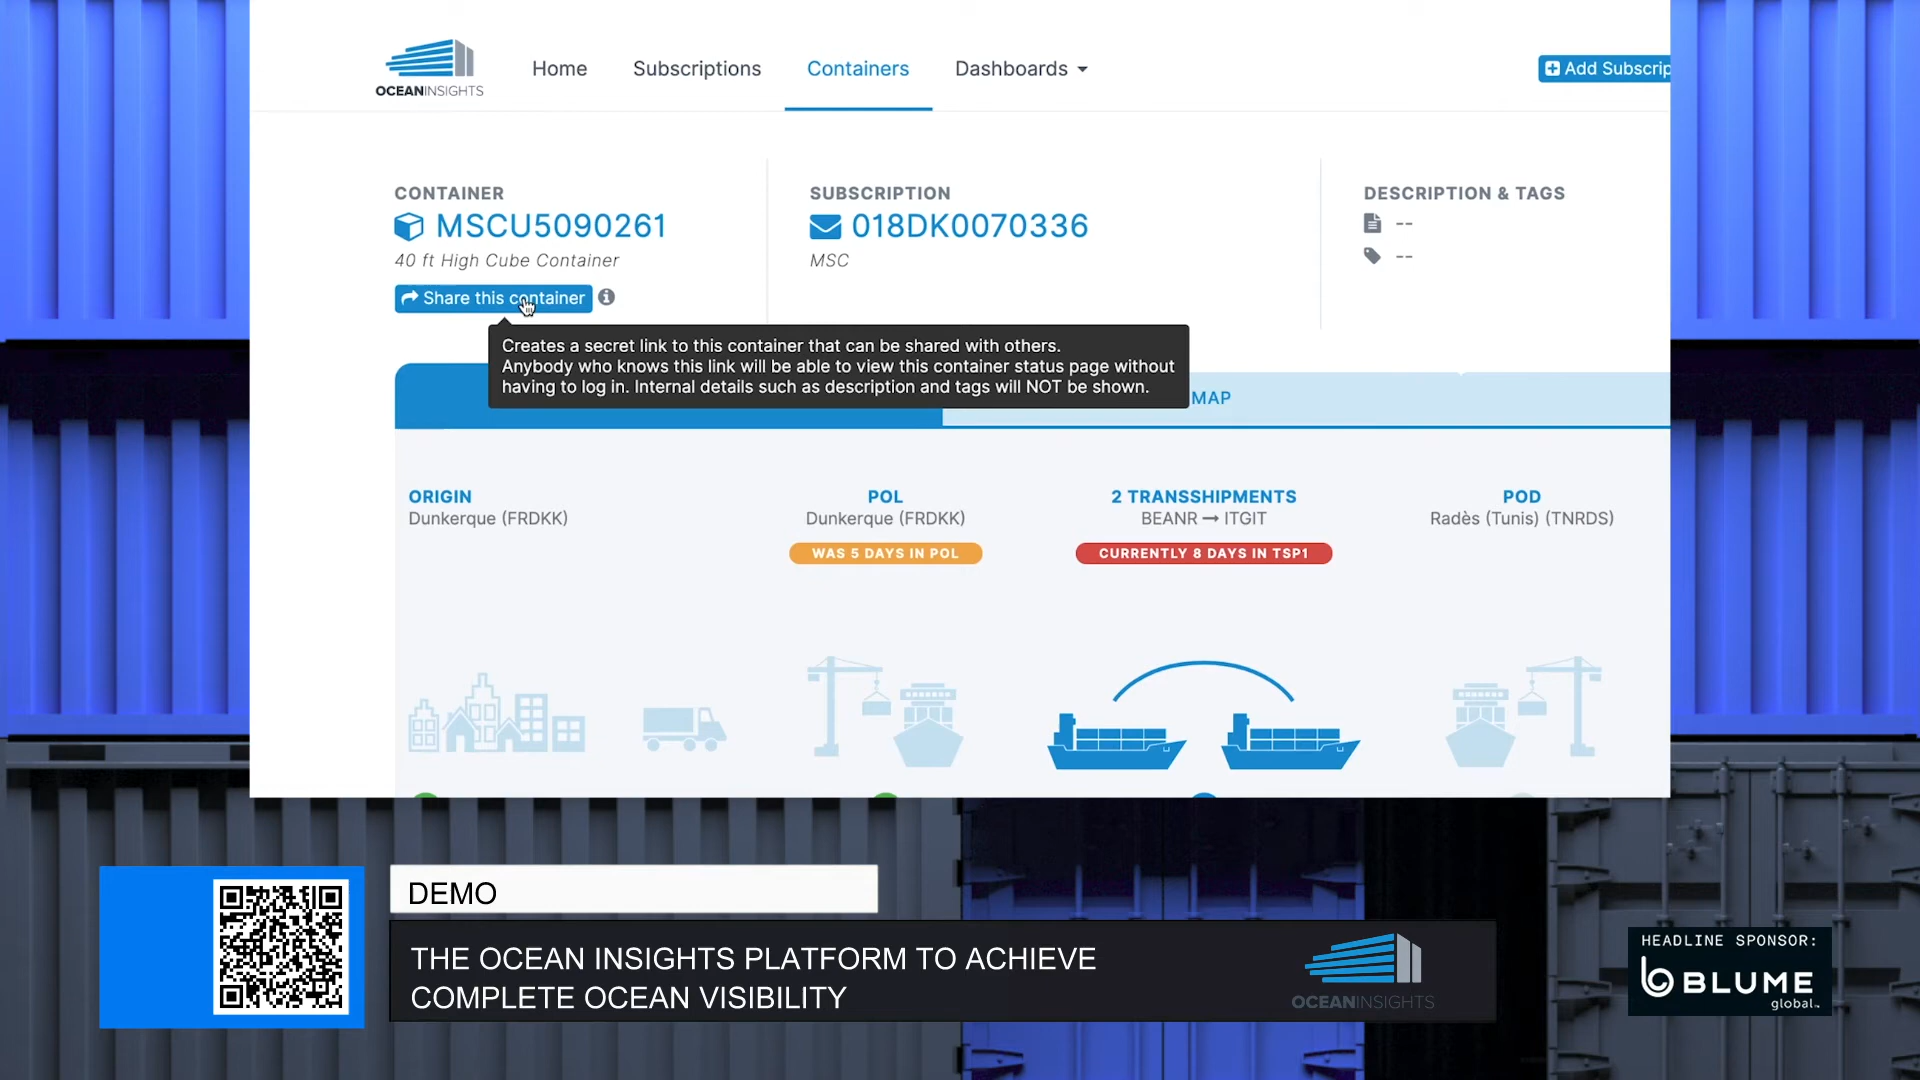 OCEANINSIGHTS
Home
Subscriptions
Containers
Dashboards
Add Subscrip
CONTAINER
MSCU5090261
40 ft High Cube Container
Share this container
SUBSCRIPTION
018DK0070336
MSC
DESCRIPTION & TAGS
--
--
Creates a secret link to this container that can be shared with others.
Anybody who knows this link will be able to view this container status page without
having to log in. Internal details such as description and tags will NOT be shown.
MAP
ORIGIN
Dunkerque (FRDKK)
POL
Dunkerque (FRDKK)
WAS 5 DAYS IN POL
2 TRANSSHIPMENTS
BEANR → ITGIT
CURRENTLY 8 DAYS IN TSP1
POD
Radès (Tunis) (TNRDS)
DEMO
THE OCEAN INSIGHTS PLATFORM TO ACHIEVE
COMPLETE OCEAN VISIBILITY
OCEANINSIGHTS
HEADLINE SPONSOR:
BLUME
global™